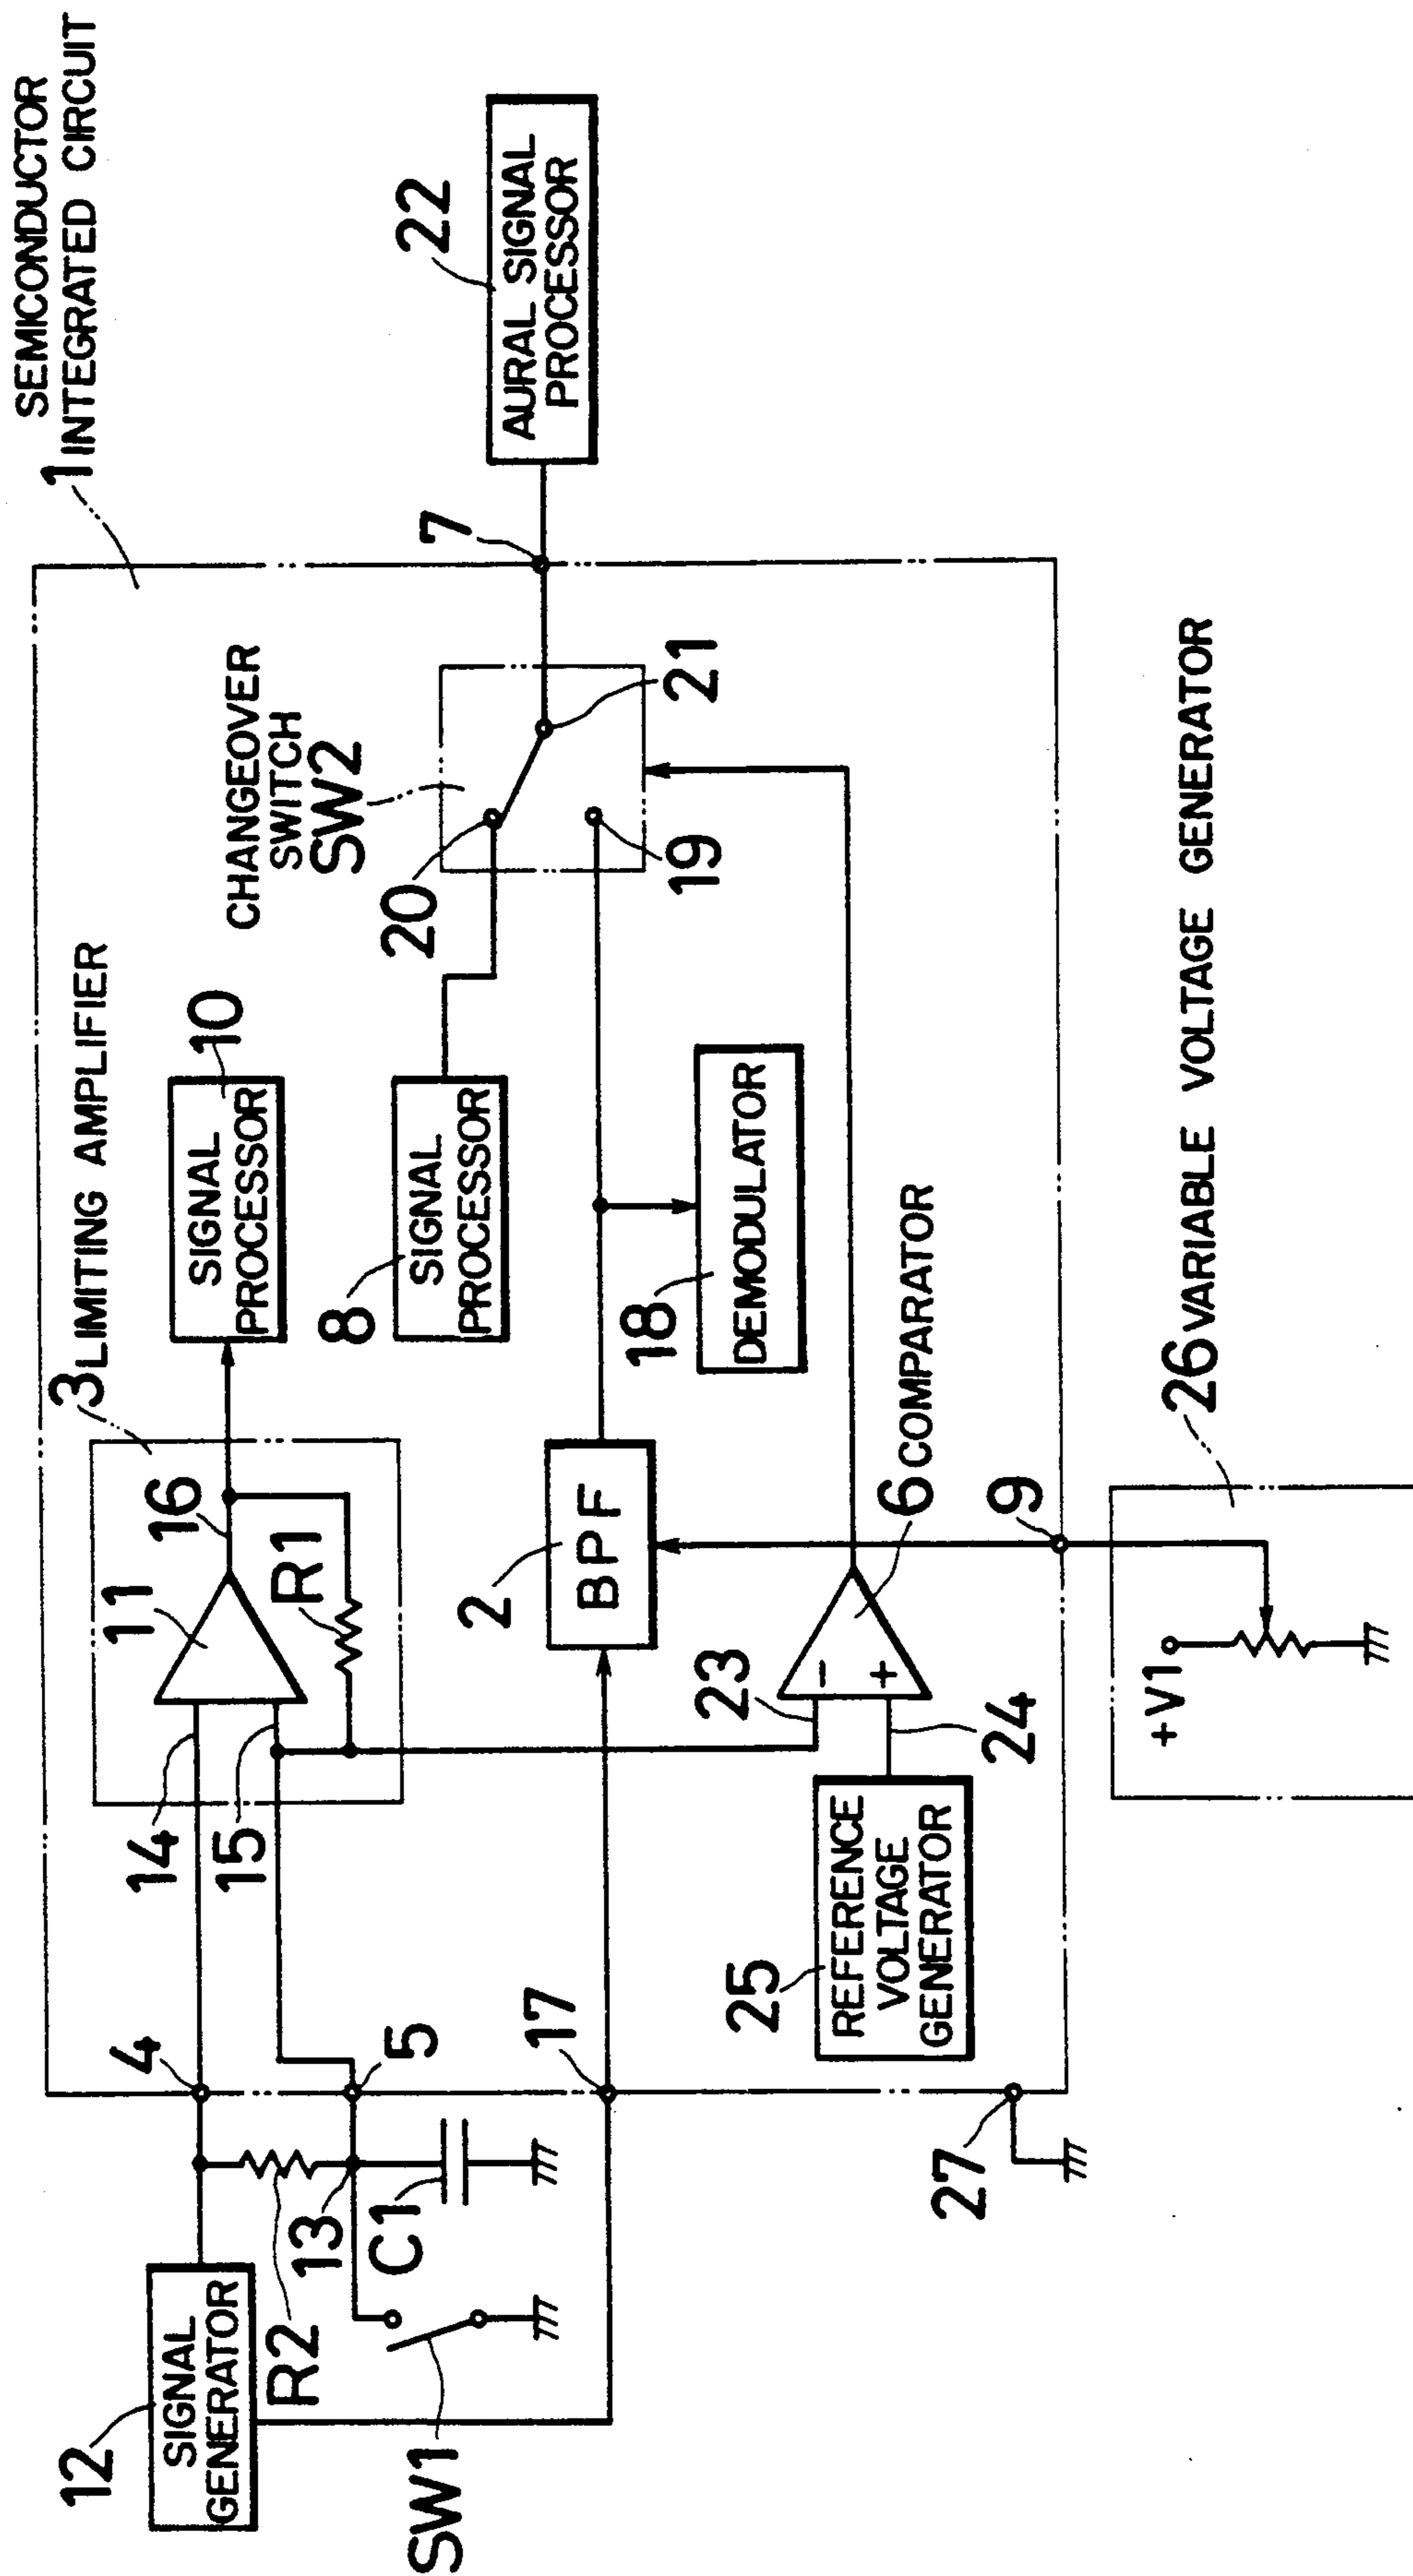 SEMICONDUCTOR
1 INTEGRATED CIRCUIT
3 LIMITING AMPLIFIER
12
SIGNAL
GENERATOR
4
14
11
16
SIGNAL
PROCESSOR
10
R2
13
5
15
R1
8
SIGNAL
PROCESSOR
CHANGEOVER
SWITCH
SW2
20
7
22
AURAL SIGNAL
PROCESSOR
SW1
C1
17
2
BPF
18
DEMODULATOR
19
21
25
REFERENCE
VOLTAGE
GENERATOR
23
24
-
+
6 COMPARATOR
27
9
+V1
26 VARIABLE VOLTAGE GENERATOR